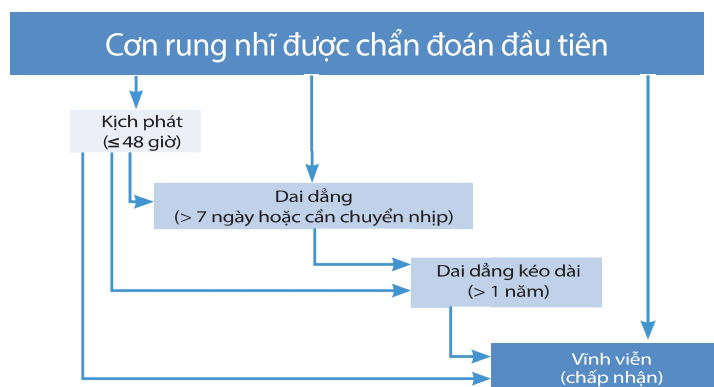 Cơn rung nhĩ được chẩn đoán đầu tiên
Kịch phát
(≤ 48 giờ)
Dai dẳng
(> 7 ngày hoặc cần chuyển nhịp)
Dai dẳng kéo dài
(> 1 năm)
Vĩnh viễn
(chấp nhận)